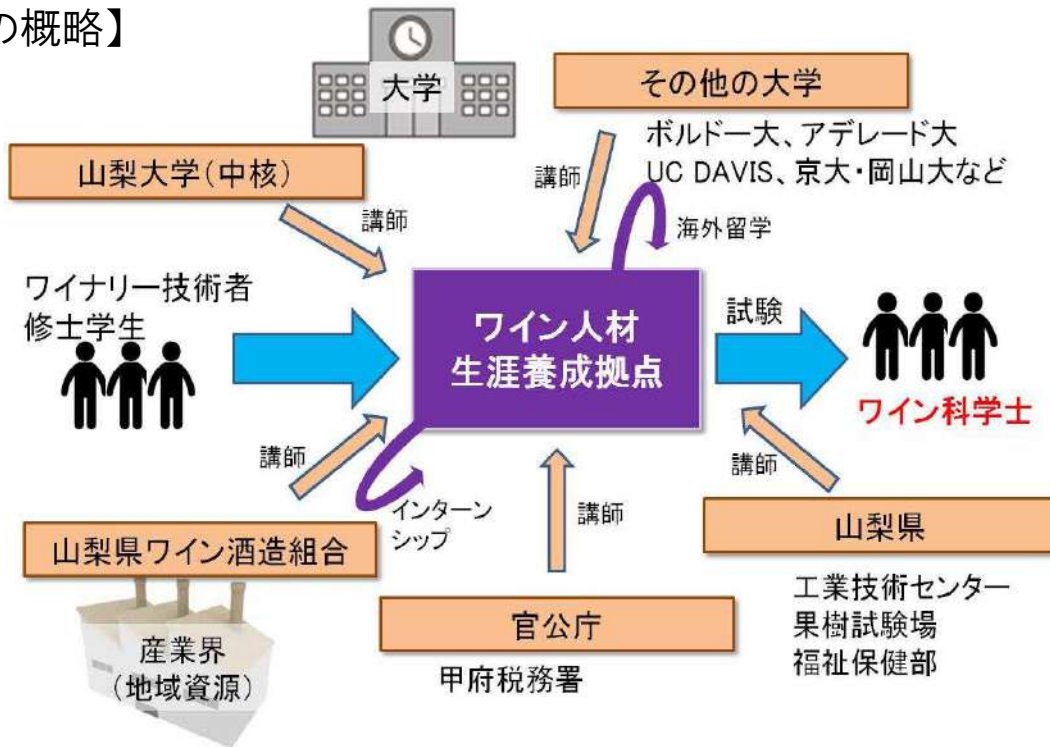 の概略】
大学
その他の大学
ボルドー大、アデレード大
UC DAVIS、京大・岡山大など
山梨大学(中核)
講師
講師
海外留学
ワイナリー技術者
修士学生
ワイン人材
生涯養成拠点
試験
ワイン科学士
講師
インターン
シップ
講師
講師
山梨県ワイン酒造組合
産業界
(地域資源)
官公庁
甲府税務署
山梨県
工業技術センター
果樹試験場
福祉保健部